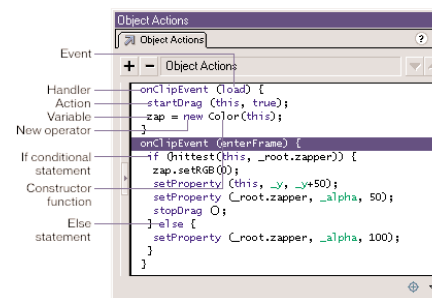 Object Actions
Object Actions
?
+ − Object Actions
Event
Handler
Action
Variable
New operator
If conditional
statement
Constructor
function
Else
statement
onClipEvent (load) {
startDrag (this, true);
zap = new Color(this);
}
onClipEvent (enterFrame) {
if (hittest(this, _root.zapper)) {
zap.setRGB(0);
setProperty (this, _y, _y+50);
setProperty (_root.zapper, _alpha, 50);
stopDrag ();
} else {
setProperty (_root.zapper, _alpha, 100);
}
}